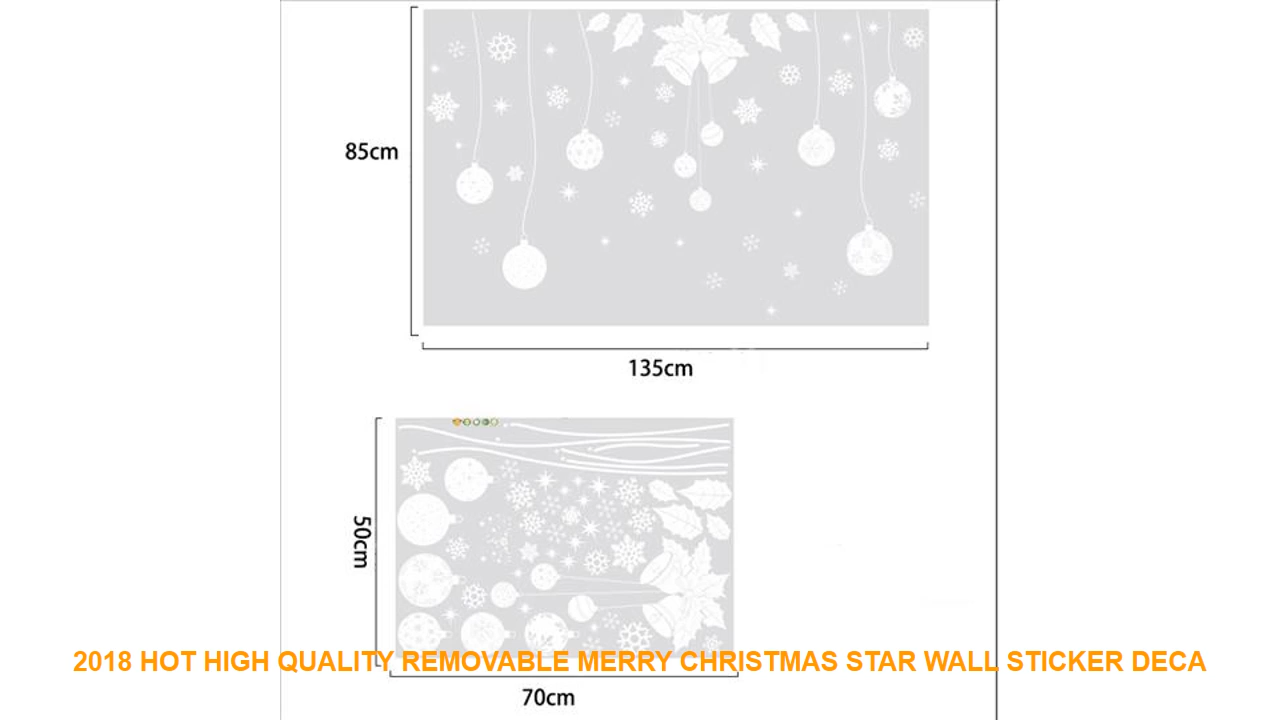 85cm
135cm
50cm
2018 HOT HIGH QUALITY REMOVABLE MERRY CHRISTMAS STAR WALL STICKER DECA
70cm